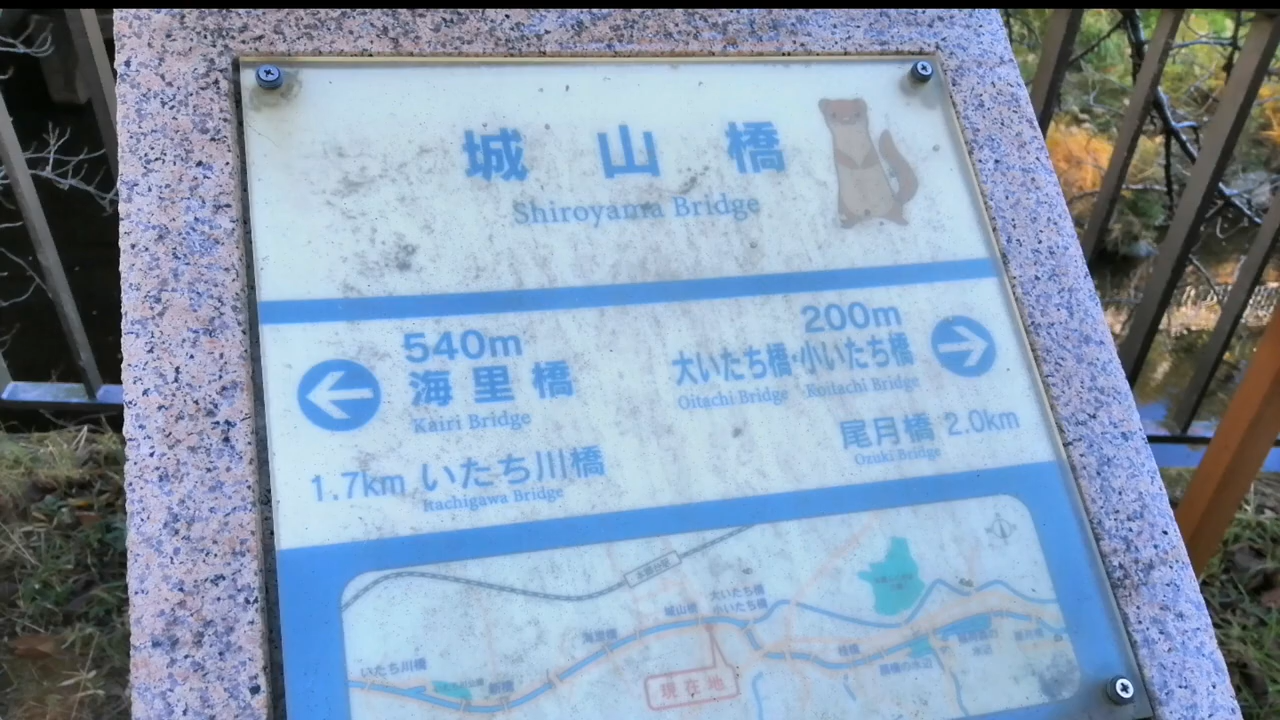 城山橋
Shiroyama Bridge
540m
海里橋
Kairi Bridge
1.7km いたち川橋
Itachigawa Bridge
200m
大いたち橋・小いたち橋
Oitachi Bridge Koitachi Bridge
尾月橋 2.0km
Ozuki Bridge
大いたち橋
城山橋 小いたち橋
海里橋
いたち川橋
現在地